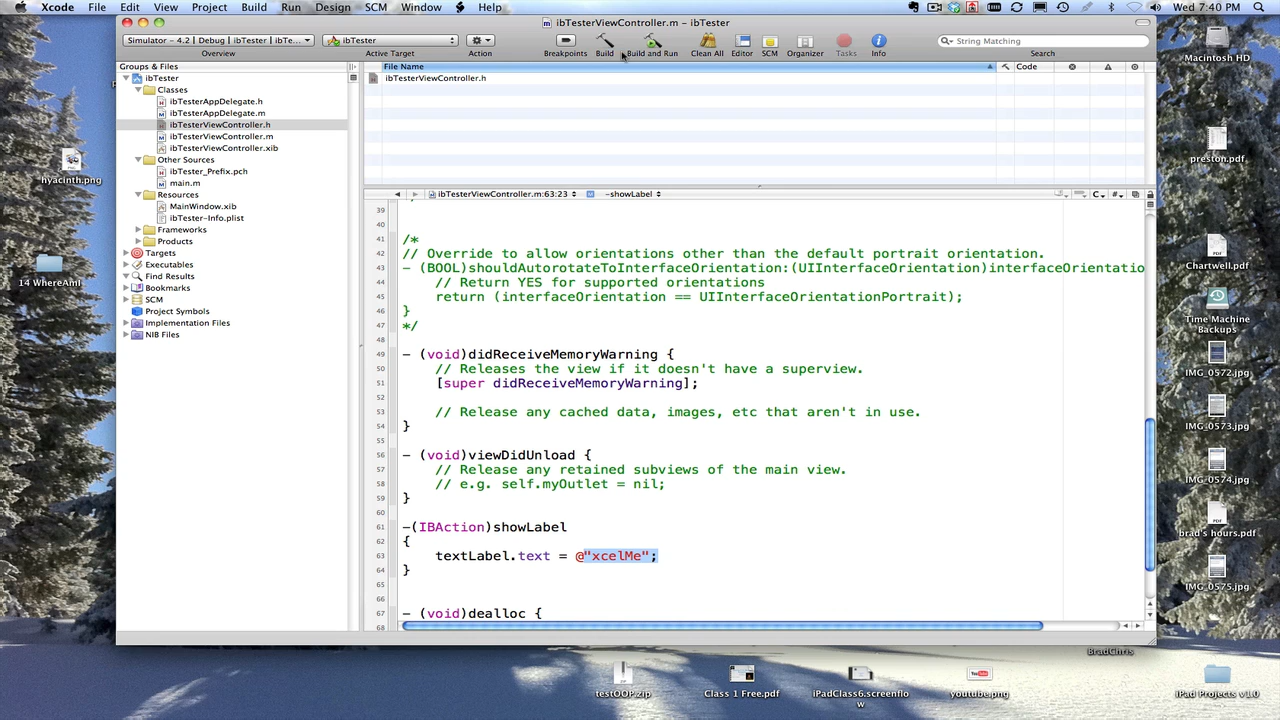 Xcode File Edit View Project Build Run Design SCM Window Help
Wed 7:40 PM
ibTesterViewController.m – ibTester
Simulator - 4.2 | Debug | ibTester | ibTe...
ibTester
String Matching
Overview Active Target Action Breakpoints Build Build and Run Clean All Editor SCM Organizer Tasks Info Search
Groups & Files
ibTester
Classes
ibTesterAppDelegate.h
ibTesterAppDelegate.m
ibTesterViewController.h
ibTesterViewController.m
ibTesterViewController.xib
Other Sources
ibTester_Prefix.pch
main.m
Resources
MainWindow.xib
ibTester-Info.plist
Frameworks
Products
Targets
Executables
Find Results
Bookmarks
SCM
Project Symbols
Implementation Files
NIB Files
File Name Code
ibTesterViewController.h
ibTesterViewController.m:63:23 -showLabel C #
39
40
41 /*
42 // Override to allow orientations other than the default portrait orientation.
43 - (BOOL)shouldAutorotateToInterfaceOrientation:(UIInterfaceOrientation)interfaceOrientatio
44 // Return YES for supported orientations
45 return (interfaceOrientation == UIInterfaceOrientationPortrait);
46 }
47 */
48
49 - (void)didReceiveMemoryWarning {
50 // Releases the view if it doesn't have a superview.
51 [super didReceiveMemoryWarning];
52
53 // Release any cached data, images, etc that aren't in use.
54 }
55
56 - (void)viewDidUnload {
57 // Release any retained subviews of the main view.
58 // e.g. self.myOutlet = nil;
59 }
60
61 -(IBAction)showLabel
62 {
63 textLabel.text = @"xcelMe";
64 }
65
66
67 - (void)dealloc {
68
hyacinth.png
14 WhereAmI
Macintosh HD
preston.pdf
Chartwell.pdf
Time Machine
Backups
IMG_0572.jpg
IMG_0573.jpg
IMG_0574.jpg
brad's hours.pdf
IMG_0575.jpg
BradChris
testOOP.zip
Class 1 Free.pdf
iPadClass6.screenflo
w
youtube.png
iPad Projects v1.0